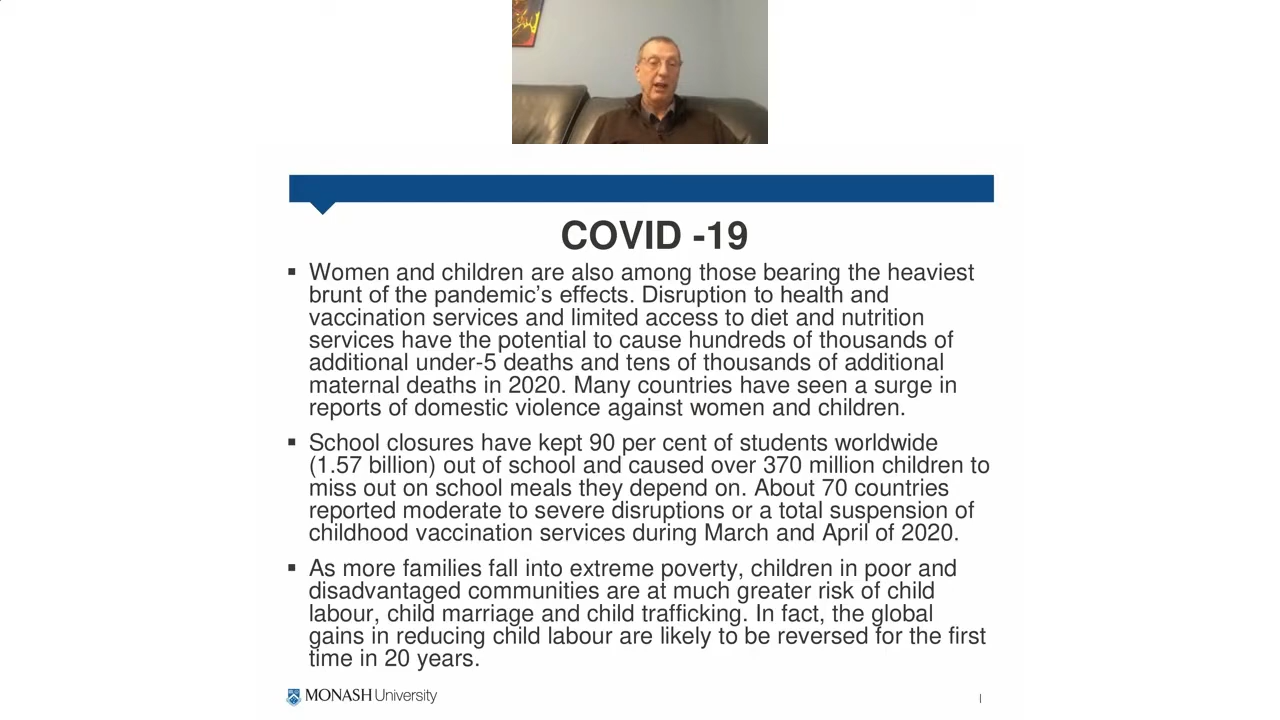 COVID -19
▪ Women and children are also among those bearing the heaviest
brunt of the pandemic’s effects. Disruption to health and
vaccination services and limited access to diet and nutrition
services have the potential to cause hundreds of thousands of
additional under-5 deaths and tens of thousands of additional
maternal deaths in 2020. Many countries have seen a surge in
reports of domestic violence against women and children.
▪ School closures have kept 90 per cent of students worldwide
(1.57 billion) out of school and caused over 370 million children to
miss out on school meals they depend on. About 70 countries
reported moderate to severe disruptions or a total suspension of
childhood vaccination services during March and April of 2020.
▪ As more families fall into extreme poverty, children in poor and
disadvantaged communities are at much greater risk of child
labour, child marriage and child trafficking. In fact, the global
gains in reducing child labour are likely to be reversed for the first
time in 20 years.
MONASH University